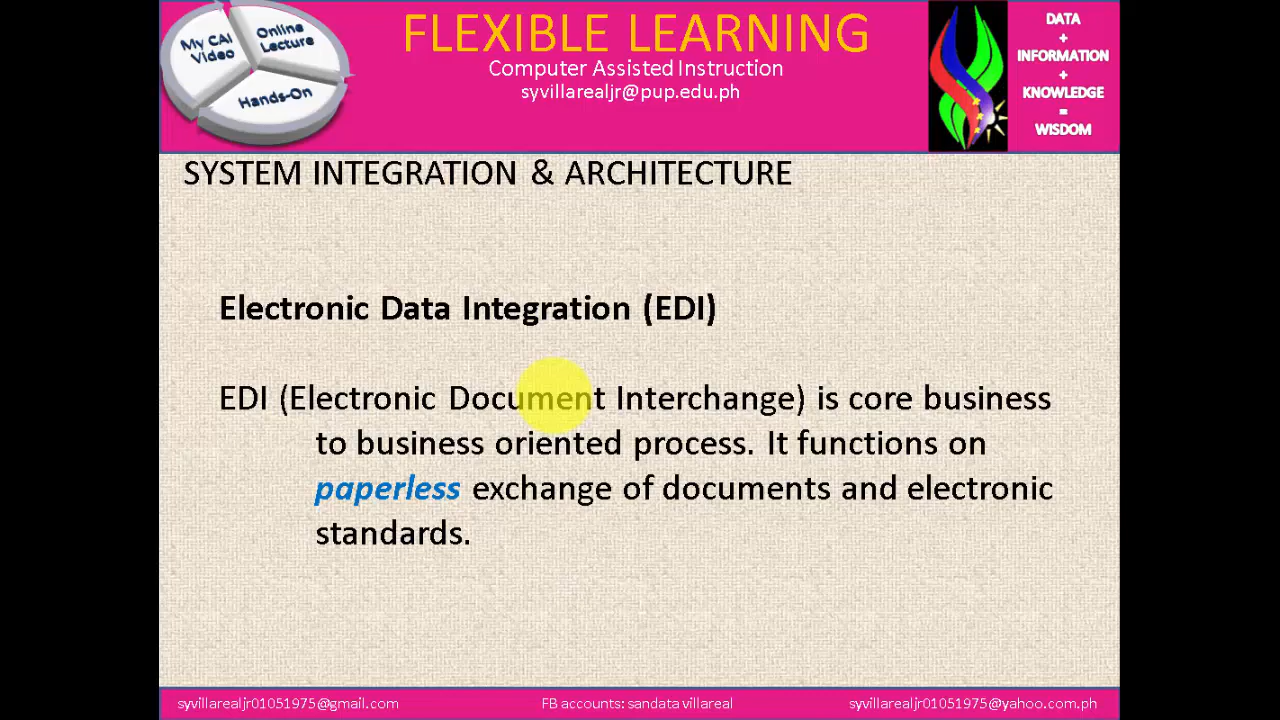 My CAI
Video
Online
Lecture
Hands-On
FLEXIBLE LEARNING
Computer Assisted Instruction
syvillarealjr@pup.edu.ph
DATA
+
INFORMATION
+
KNOWLEDGE
=
WISDOM
SYSTEM INTEGRATION & ARCHITECTURE
Electronic Data Integration (EDI)
EDI (Electronic Document Interchange) is core business
to business oriented process. It functions on
paperless exchange of documents and electronic
standards.
syvillarealjr01051975@gmail.com
FB accounts: sandata villareal
syvillarealjr01051975@yahoo.com.ph